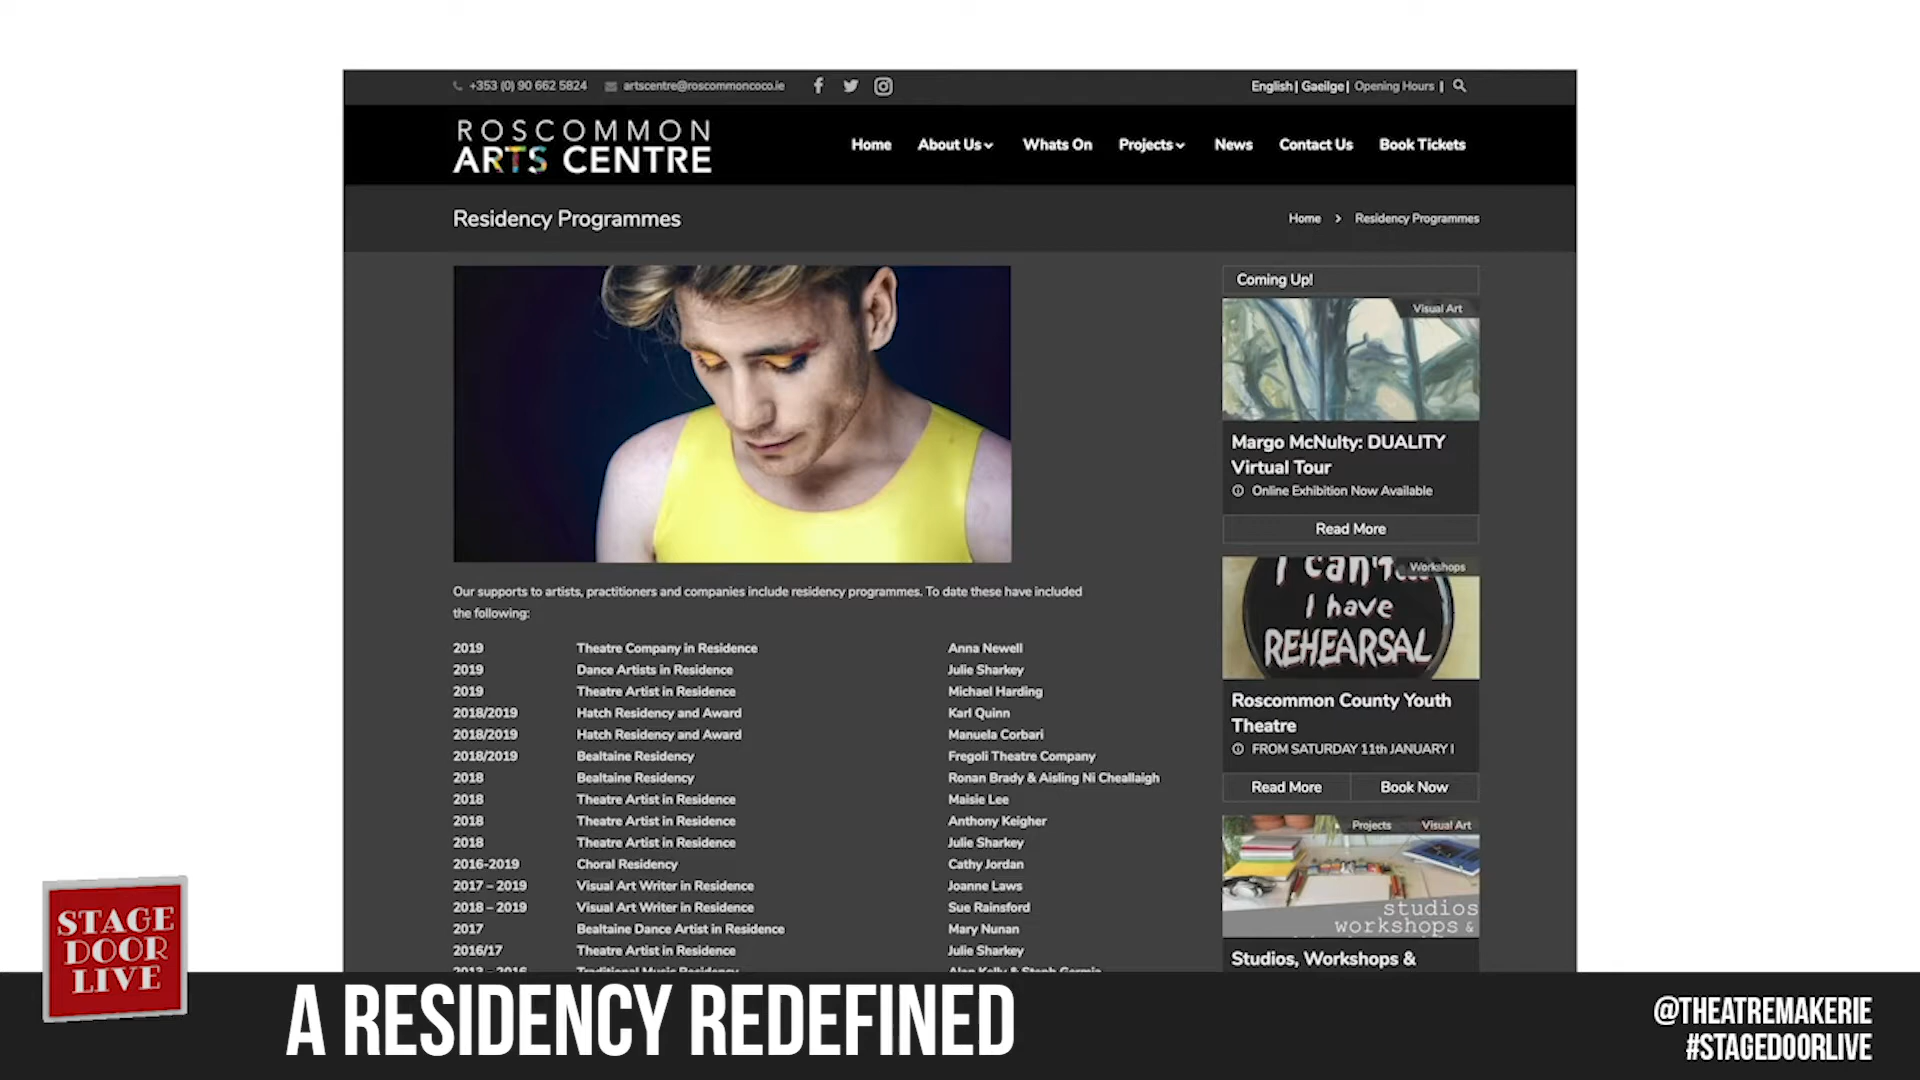 +353 (0) 90 662 5824 artscentre@roscommoncoco.ie English| Gaeilge| Opening Hours |
ROSCOMMON
ARTS CENTRE
Home About Us Whats On Projects News Contact Us Book Tickets
Residency Programmes
Home > Residency Programmes
Our supports to artists, practitioners and companies include residency programmes. To date these have included
the following:
2019 Theatre Company in Residence Anna Newell
2019 Dance Artists in Residence Julie Sharkey
2019 Theatre Artist in Residence Michael Harding
2018/2019 Hatch Residency and Award Karl Quinn
2018/2019 Hatch Residency and Award Manuela Corbari
2018/2019 Bealtaine Residency Fregoli Theatre Company
2018 Bealtaine Residency Ronan Brady & Aisling Ni Cheallaigh
2018 Theatre Artist in Residence Maisie Lee
2018 Theatre Artist in Residence Anthony Keigher
2018 Theatre Artist in Residence Julie Sharkey
2016-2019 Choral Residency Cathy Jordan
2017 – 2019 Visual Art Writer in Residence Joanne Laws
2018 – 2019 Visual Art Writer in Residence Sue Rainsford
2017 Bealtaine Dance Artist in Residence Mary Nunan
2016/17 Theatre Artist in Residence Julie Sharkey
Traditional Music Residency
Coming Up!
Visual Art
Margo McNulty: DUALITY
Virtual Tour
Online Exhibition Now Available
Read More
Workshops
I can't
I have
REHEARSAL
Roscommon County Youth
Theatre
FROM SATURDAY 11th JANUARY I
Read More Book Now
Projects Visual Art
studios
workshops &
Studios, Workshops &
STAGE
DOOR
LIVE
A RESIDENCY REDEFINED
@THEATREMAKERIE
#STAGEDOORLIVE